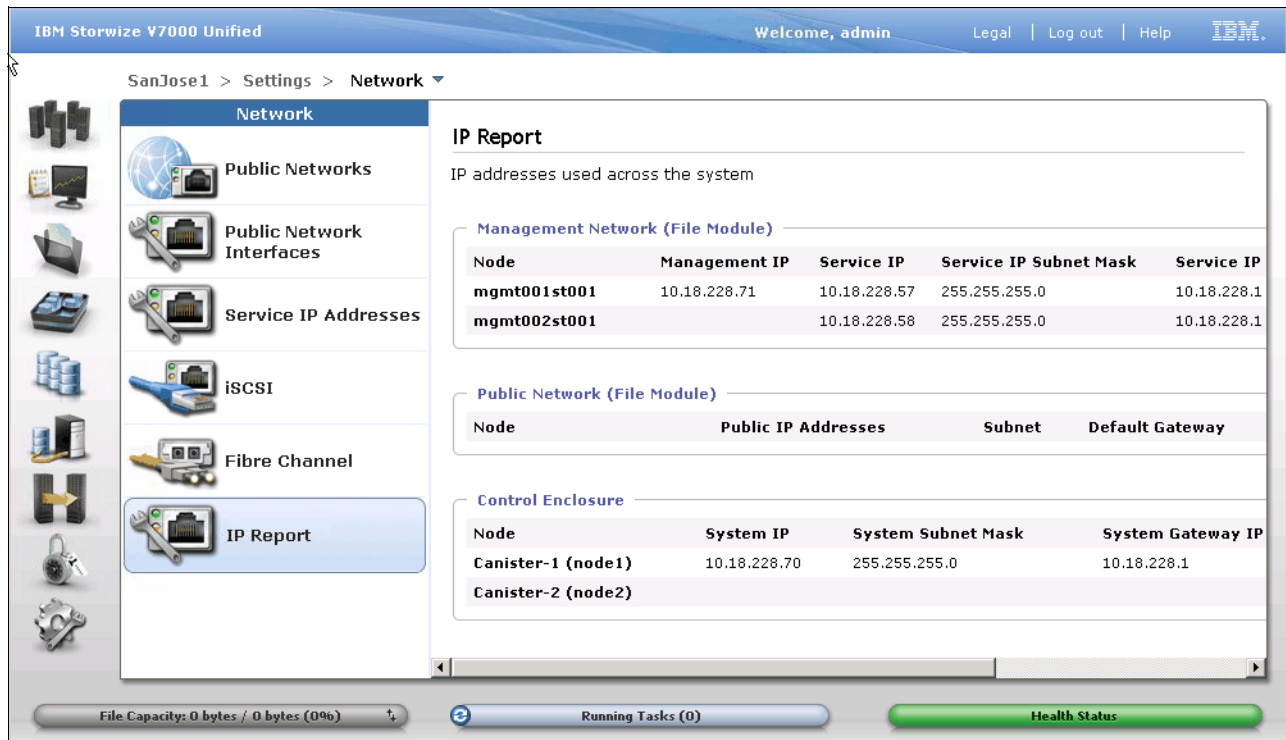 IBM Storwize V7000 Unified
Welcome, admin
Legal | Log out | Help
IBM.
SanJose1 > Settings > Network
Network
Public Networks
Public Network
Interfaces
Service IP Addresses
iSCSI
Fibre Channel
IP Report
IP Report
IP addresses used across the system
Management Network (File Module)
Node Management IP Service IP Service IP Subnet Mask Service IP
mgmt001st001 10.18.228.71 10.18.228.57 255.255.255.0 10.18.228.1
mgmt002st001 10.18.228.58 255.255.255.0 10.18.228.1
Public Network (File Module)
Node Public IP Addresses Subnet Default Gateway
Control Enclosure
Node System IP System Subnet Mask System Gateway IP
Canister-1 (node1) 10.18.228.70 255.255.255.0 10.18.228.1
Canister-2 (node2)
File Capacity: 0 bytes / 0 bytes (0%)
Running Tasks (0)
Health Status